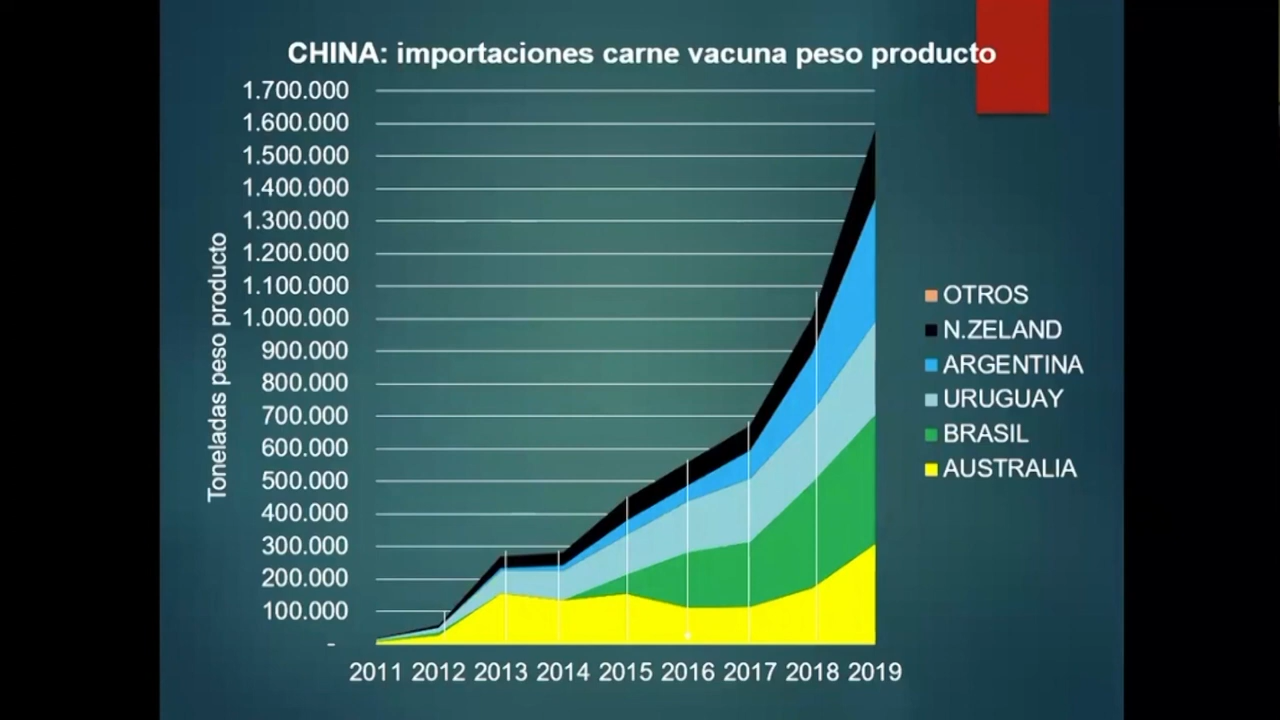 CHINA: importaciones carne vacuna peso producto
1.700.000
1.600.000
1.500.000
1.400.000
1.300.000
1.200.000
1.100.000
1.000.000
900.000
800.000
700.000
600.000
500.000
400.000
300.000
200.000
100.000
-
Toneladas peso producto
2011 2012 2013 2014 2015 2016 2017 2018 2019
OTROS
N.ZELAND
ARGENTINA
URUGUAY
BRASIL
AUSTRALIA